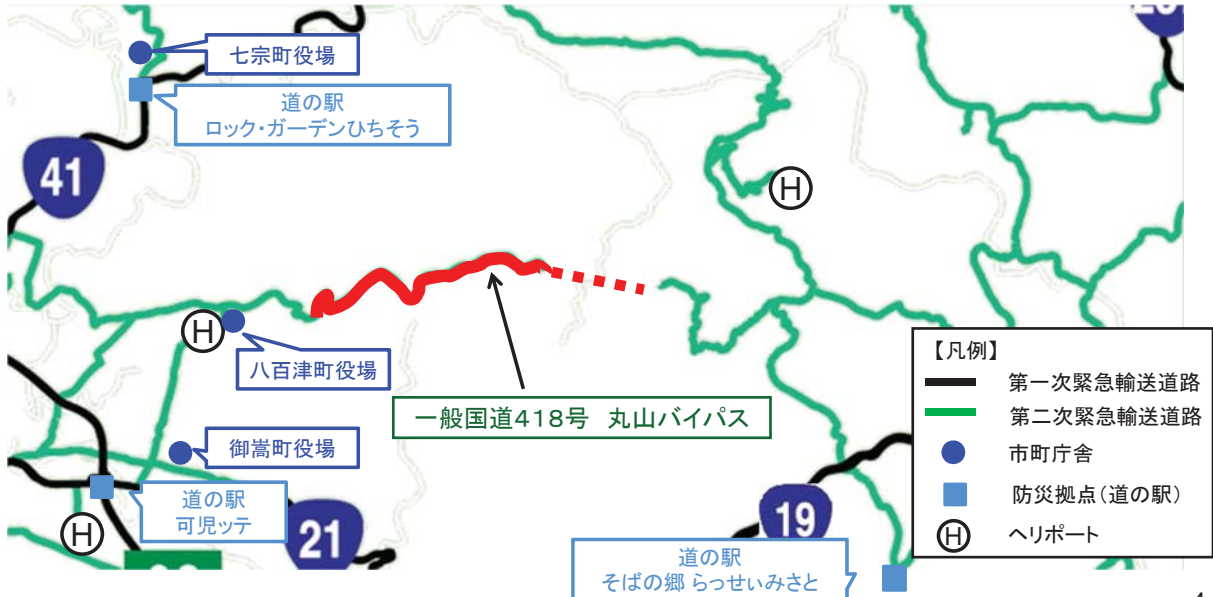 七宗町役場
道の駅
ロック・ガーデンひちそう
41
H
H
八百津町役場
一般国道418号 丸山バイパス
御嵩町役場
道の駅
可児ッテ
H
21
19
道の駅
そばの郷 らっせぃみさと
【凡例】
第一次緊急輸送道路
第二次緊急輸送道路
市町庁舎
防災拠点(道の駅)
H ヘリポート